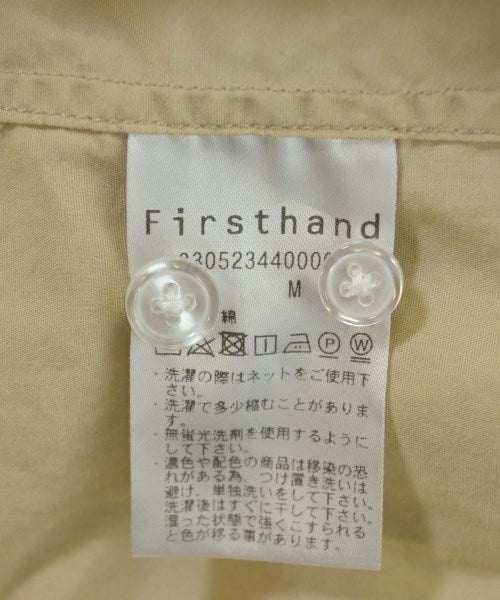 Firsthand
3305234400
M
綿
P W
・洗濯の際はネットをご使用下
さい。
・洗濯で多少縮むことがありま
す。
・無蛍光洗剤を使用するように
して下さい。
・濃色や配色の商品は移染の恐
れがある為、つけ置き洗いは
避け、単独洗いをして下さい。
洗濯後はすぐに干して下さい。
湿った状態で強くこすられる
と色が移る事があります。